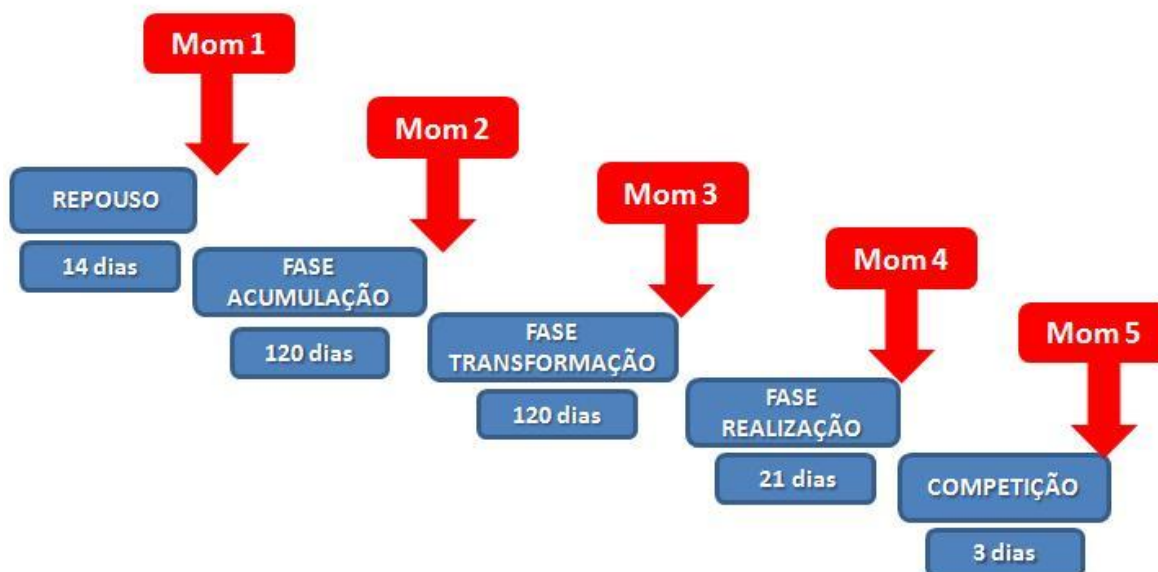 Mom 1
Mom 2
REPOUSO
Mom 3
14 dias
FASE
ACUMULAÇÃO
Mom 4
120 dias
FASE
TRANSFORMAÇÃO
Mom 5
120 dias
FASE
REALIZAÇÃO
21 dias
COMPETIÇÃO
3 dias